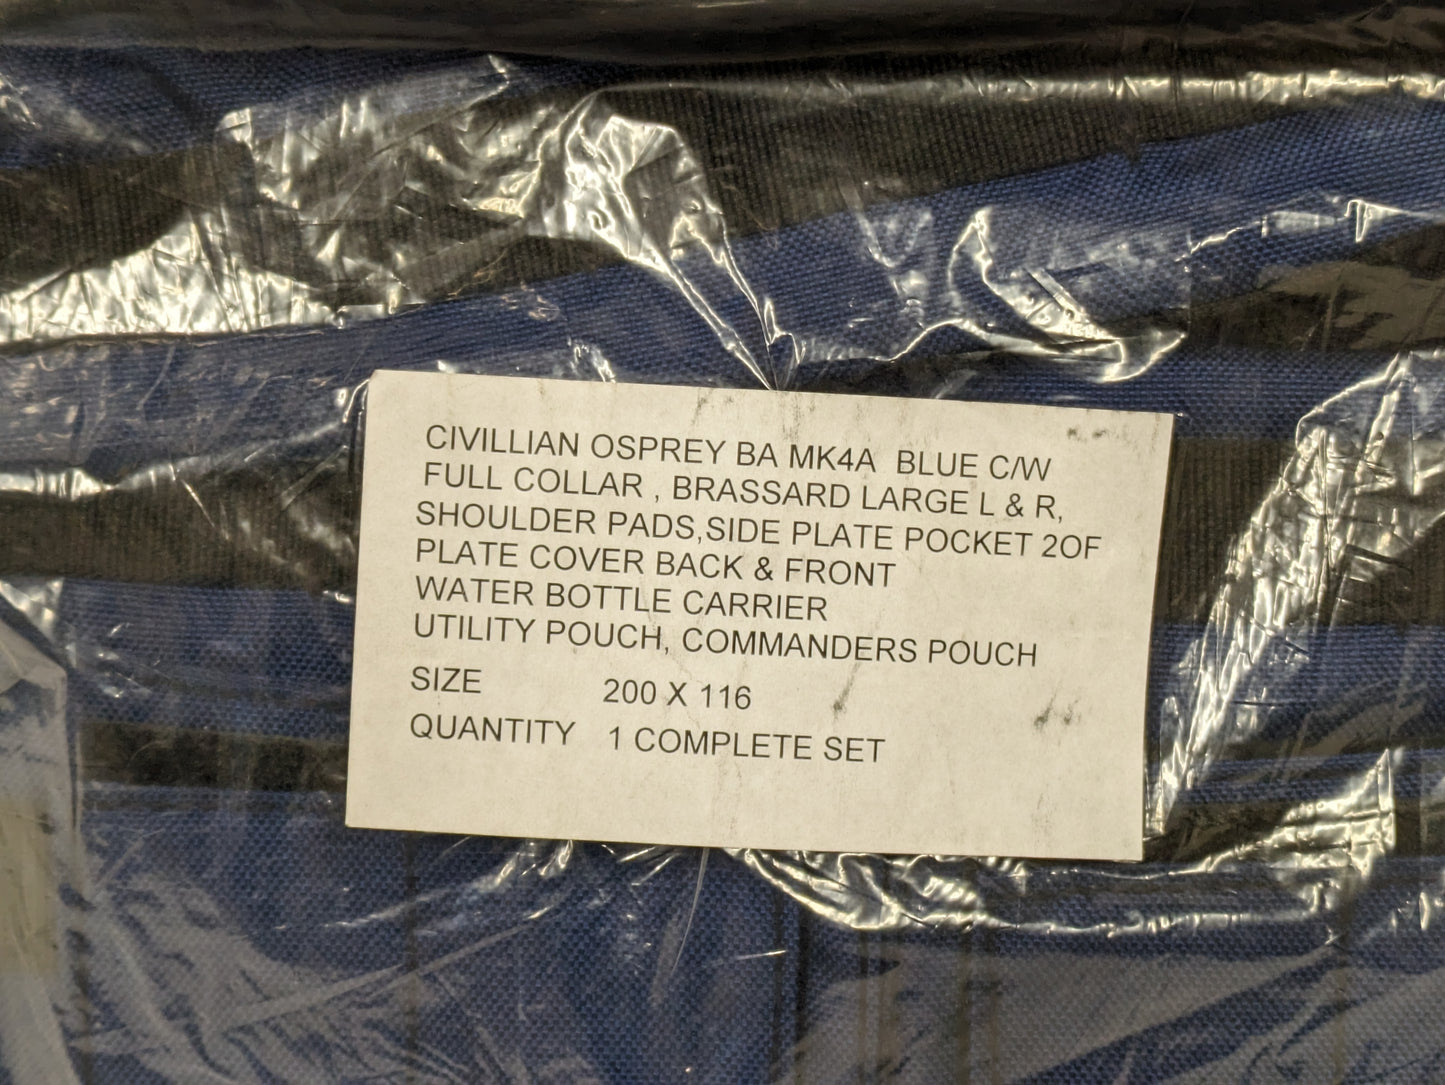 CIVILLIAN OSPREY BA MK4A BLUE C/W
FULL COLLAR , BRASSARD LARGE L & R,
SHOULDER PADS,SIDE PLATE POCKET 2OF
PLATE COVER BACK & FRONT
WATER BOTTLE CARRIER
UTILITY POUCH, COMMANDERS POUCH
SIZE 200 X 116
QUANTITY 1 COMPLETE SET